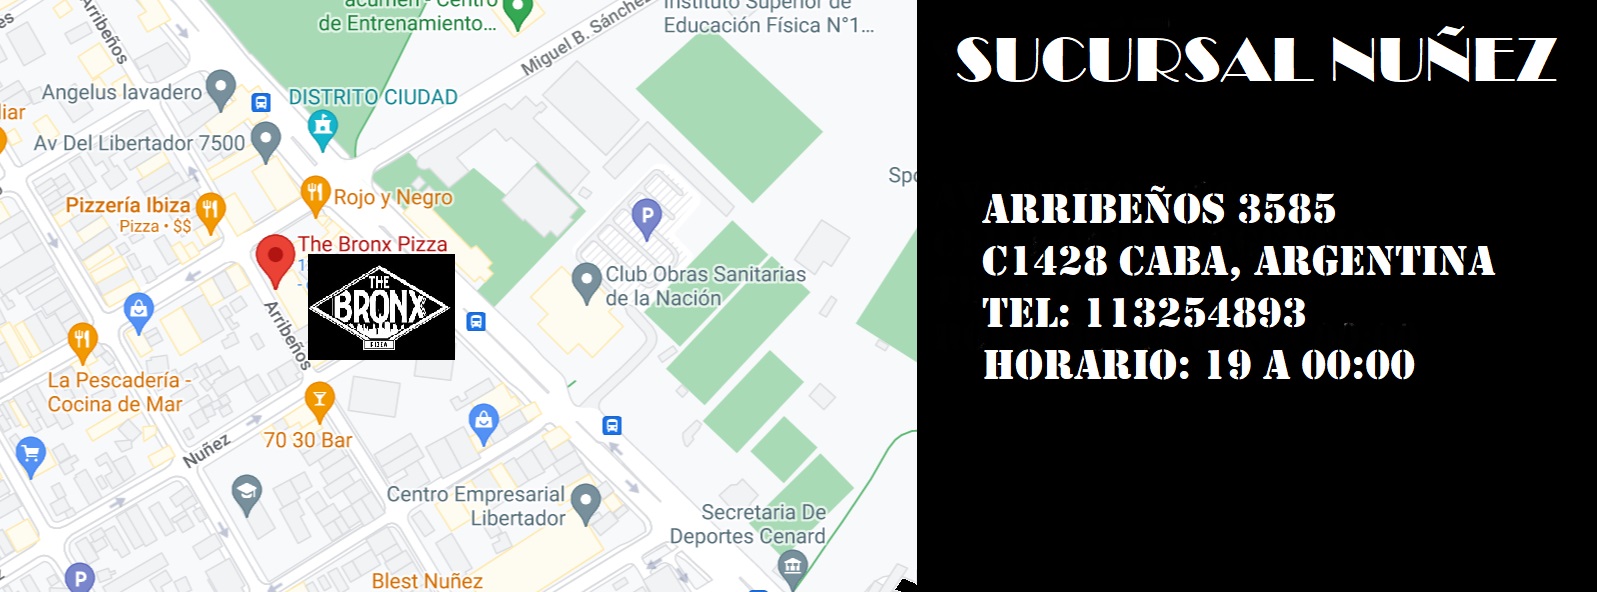 acumen - Centro
de Entrenamiento...
Instituto Superior de
Educación Física N°1...
Arribeños
Miguel B. Sánchez
Angelus lavadero
DISTRITO CIUDAD
liar
Av Del Libertador 7500
Rojo y Negro
Pizzería Ibiza
Pizza • $$
The Bronx Pizza
THE
BRONX
PIZZA
Club Obras Sanitarias
de la Nación
Spo
P
Arribeños
La Pescadería -
Cocina de Mar
70 30 Bar
Nuñez
Centro Empresarial
Libertador
Secretaria De
Deportes Cenard
P
Blest Nuñez
SUCURSAL NUÑEZ
ARRIBEÑOS 3585
C1428 CABA, ARGENTINA
TEL: 113254893
HORARIO: 19 A 00:00